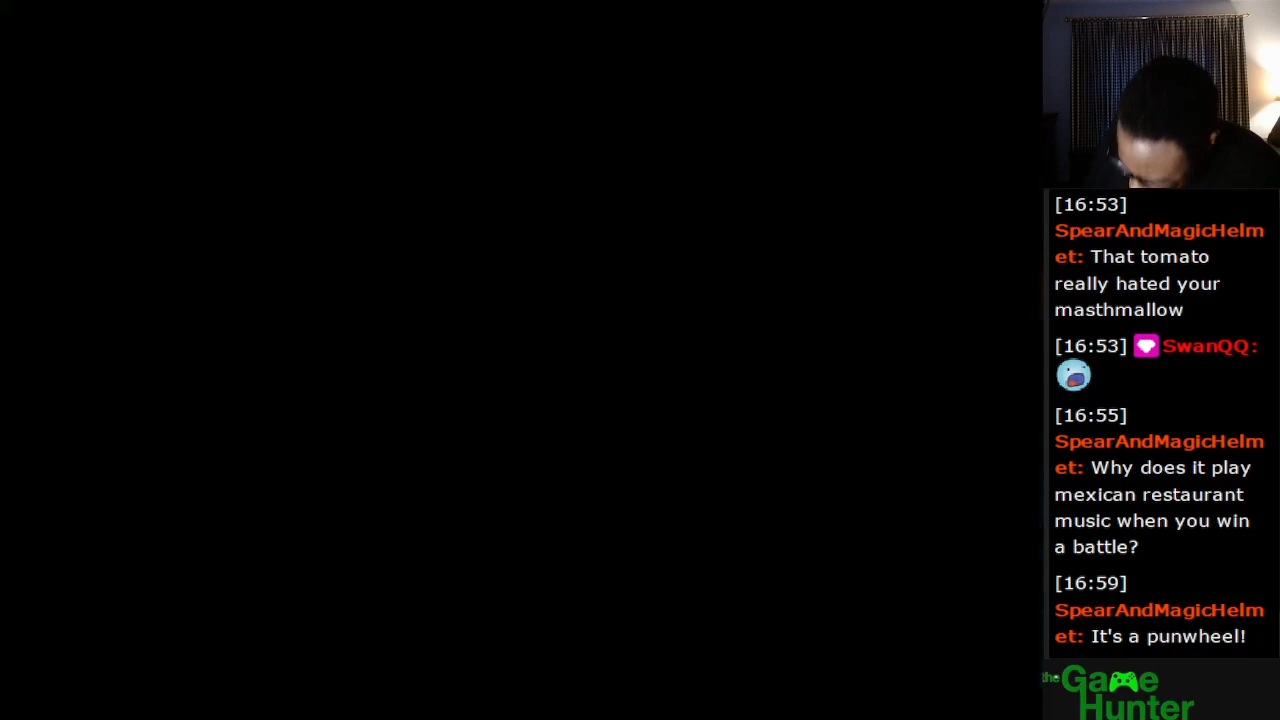 [16:53]
SpearAndMagicHelm
et: That tomato
really hated your
masthmallow
[16:53] SwanQQ:
[16:55]
SpearAndMagicHelm
et: Why does it play
mexican restaurant
music when you win
a battle?
[16:59]
SpearAndMagicHelm
et: It's a punwheel!
the Game
Hunter